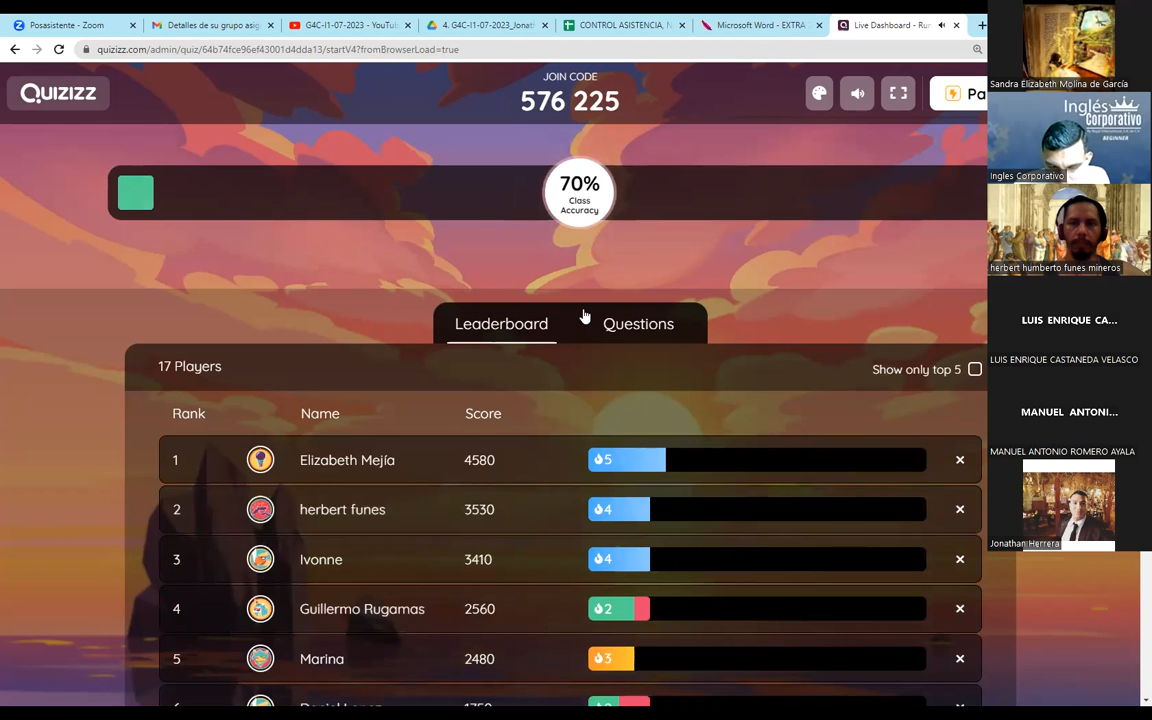 Posasistente - Zoom
Detalles de su grupo asig
G4C-I1-07-2023 - YouTub
4. G4C-I1-07-2023_Jonath
CONTROL ASISTENCIA, N
Microsoft Word - EXTRA
Live Dashboard - Ru
quizizz.com/admin/quiz/64b74fce96ef43001d4dda13/startV4?fromBrowserLoad=true
Quizizz
JOIN CODE
576 225
Pa
70%
Class
Accuracy
Leaderboard
Questions
17 Players
Show only top 5
Rank
Name
Score
1
Elizabeth Mejía
4580
5
2
herbert funes
3530
4
3
Ivonne
3410
4
4
Guillermo Rugamas
2560
2
5
Marina
2480
3
Sandra Elizabeth Molina de García
Inglés
Corporativo
BEGINNER
Ingles Corporativo
herbert humberto funes mineros
LUIS ENRIQUE CA...
LUIS ENRIQUE CASTANEDA VELASCO
MANUEL ANTONI...
MANUEL ANTONIO ROMERO AYALA
Jonathan Herrera